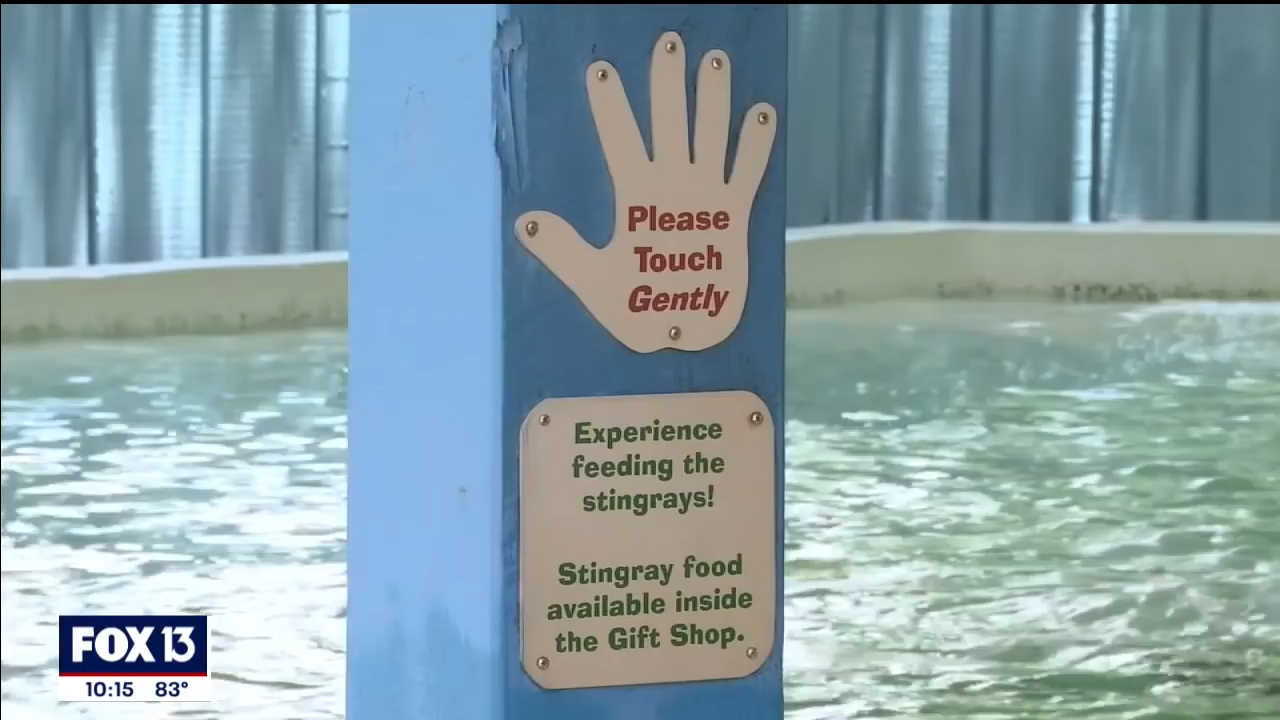 Please
Touch
Gently
Experience
feeding the
stingrays!
Stingray food
available inside
the Gift Shop.
FOX 13
10:15 83°